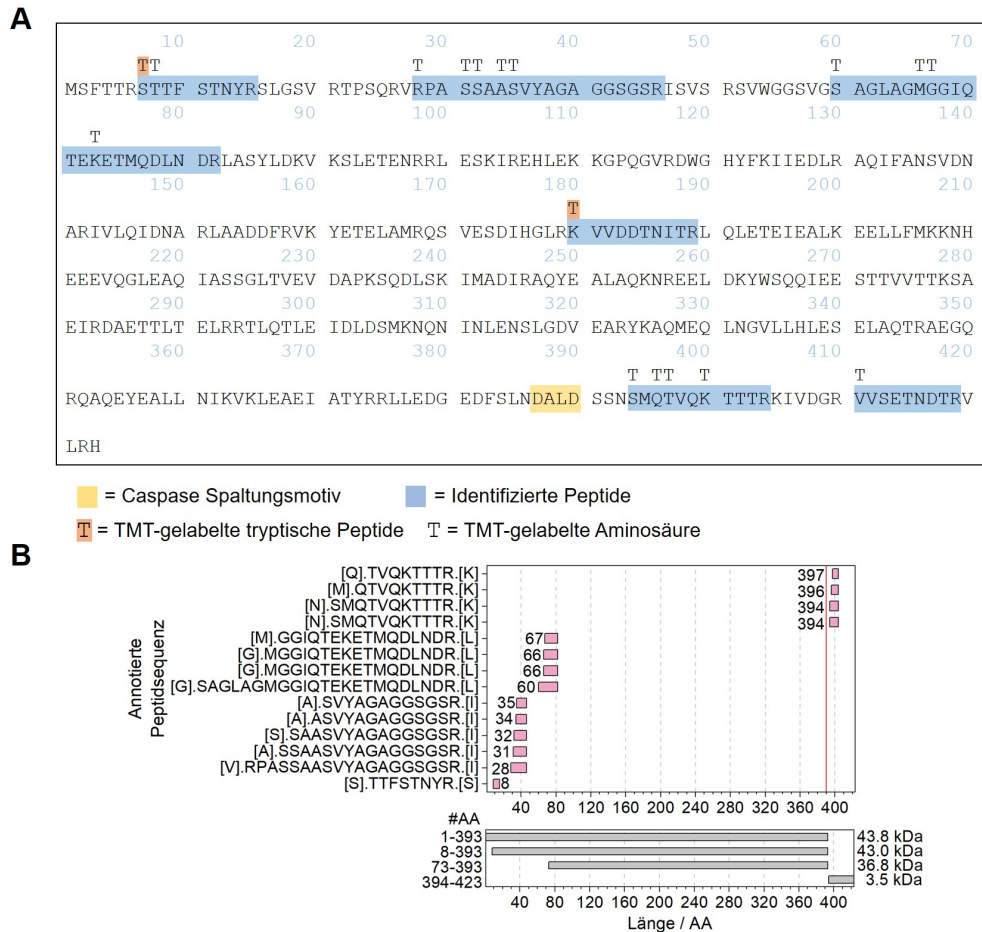 A
10 20 30 40 50 60 70
T T T T T T T T T T
MSFTTRSTTF STNYRSLGSV RTPSQRVRPA SSAASVYAGA GGSGSRISVS RSVWGGSVGS AGLAGMGGIQ
80 90 100 110 120 130 140
T
TEKETMQDLN DRLASYLDKV KSLETENRRL ESKIREHLEK KGPQGVRDWG HYFKIIEDLR AQIFANSVDN
150 160 170 180 190 200 210
T
ARIVLQIDNA RLAADDFRVK YETELAMRQS VESDIHGLRK VVDDTNITRL QLETEIEALK EELLFMKKNH
220 230 240 250 260 270 280
EEEVQGLEAQ IASSGLTVEV DAPKSQDLSK IMADIRAQYE ALAQKNREEL DKYWSQQIEE STTVVTTKSA
290 300 310 320 330 340 350
EIRDAETTLT ELRRTLQTLE IDLDSMKNQN INLENSLGDV EARYKAQMEQ LNGVLLHLES ELAQTRAEGQ
360 370 380 390 400 420
T T T T T
RQAQEYEALL NIKVKLEAEI ATYRRLLEDG EDFSLNDALD SSNSMQTVQK TTTRKIVDGR VVSETNDTRV
LRH
= Caspase Spaltungsmotiv = Identifizierte Peptide
T = TMT-gelabelte tryptische Peptide T = TMT-gelabelte Aminosäure
B
Annotierte
Peptidsequenz
[Q].TVQKTTTR.[K] 397
[M].QTVQKTTTR.[K] 396
[N].SMQTVQKTTTR.[K] 394
[N].SMQTVQKTTTR.[K] 394
[M].GGIQTEKETMQDLNDR.[L] 67
[G].MGGIQTEKETMQDLNDR.[L] 66
[G].MGGIQTEKETMQDLNDR.[L] 66
[G].SAGLAGMGGIQTEKETMQDLNDR.[L] 60
[A].SVYAGAGGSGSR.[I] 35
[A].ASVYAGAGGSGSR.[I] 34
[S].SAASVYAGAGGSGSR.[I] 32
[A].SSAASVYAGAGGSGSR.[I] 31
[V].RPASSAASVYAGAGGSGSR.[I] 28
[S].TTFSTNYR.[S] 8
40 80 120 160 200 240 280 320 360 400
#AA
1-393 43.8 kDa
8-393 43.0 kDa
73-393 36.8 kDa
394-423 3.5 kDa
40 80 120 160 200 240 280 320 360 400
Länge / AA